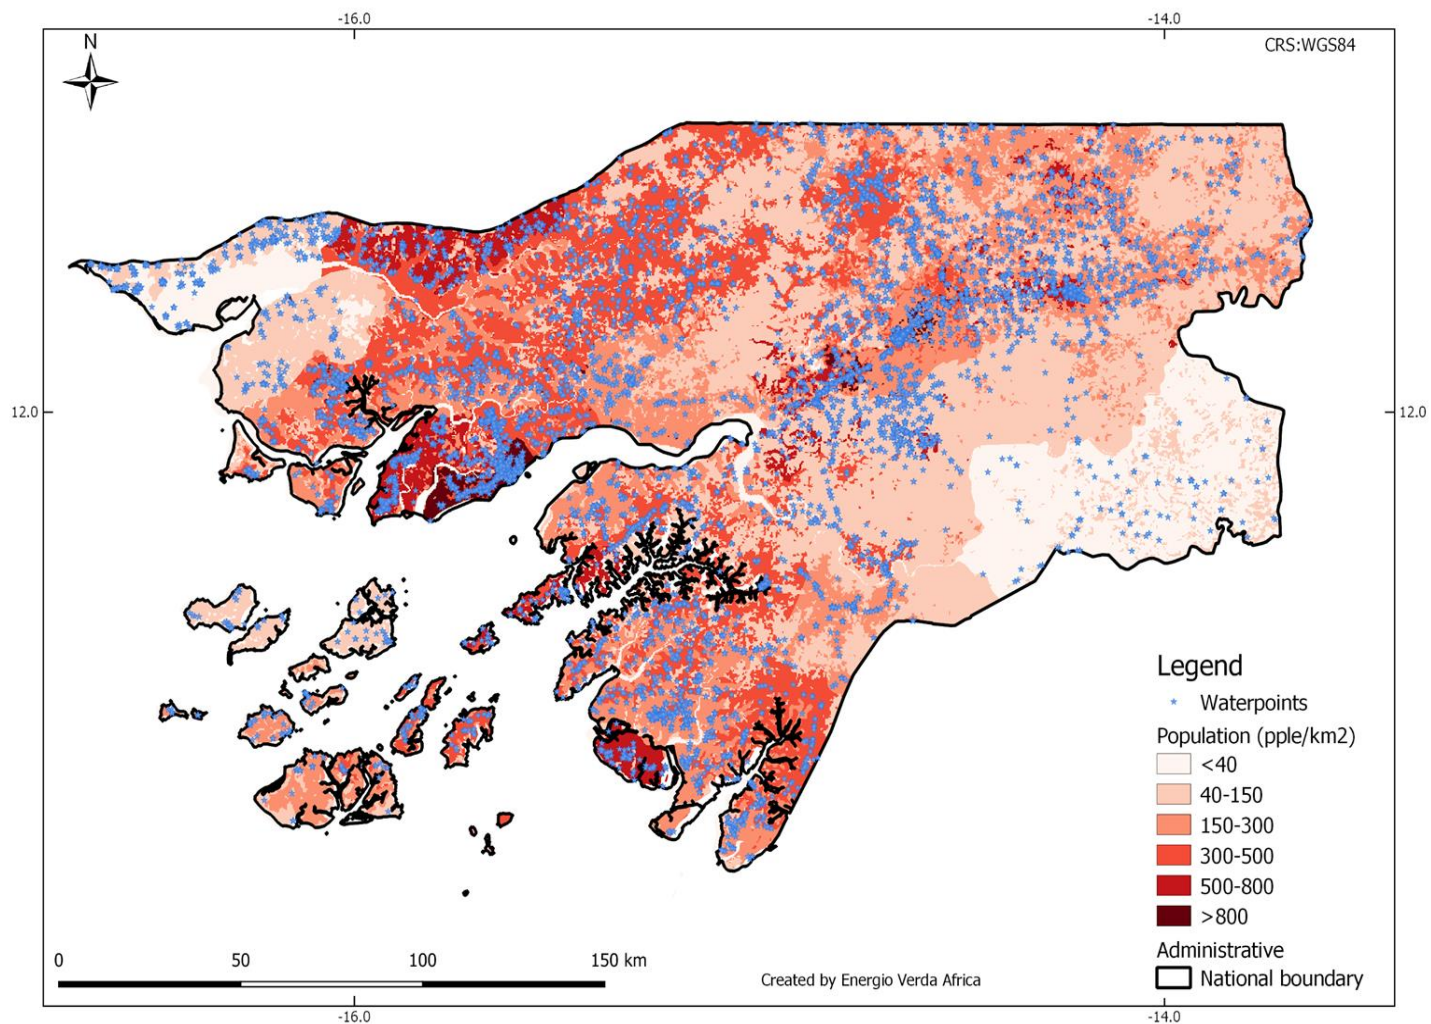 -16.0
-14.0
N
CRS:WGS84
12.0
12.0
Legend
Waterpoints
Population (pple/km2)
<40
40-150
150-300
300-500
500-800
>800
Administrative
National boundary
0 50 100 150 km
Created by Energio Verda Africa
-16.0
-14.0